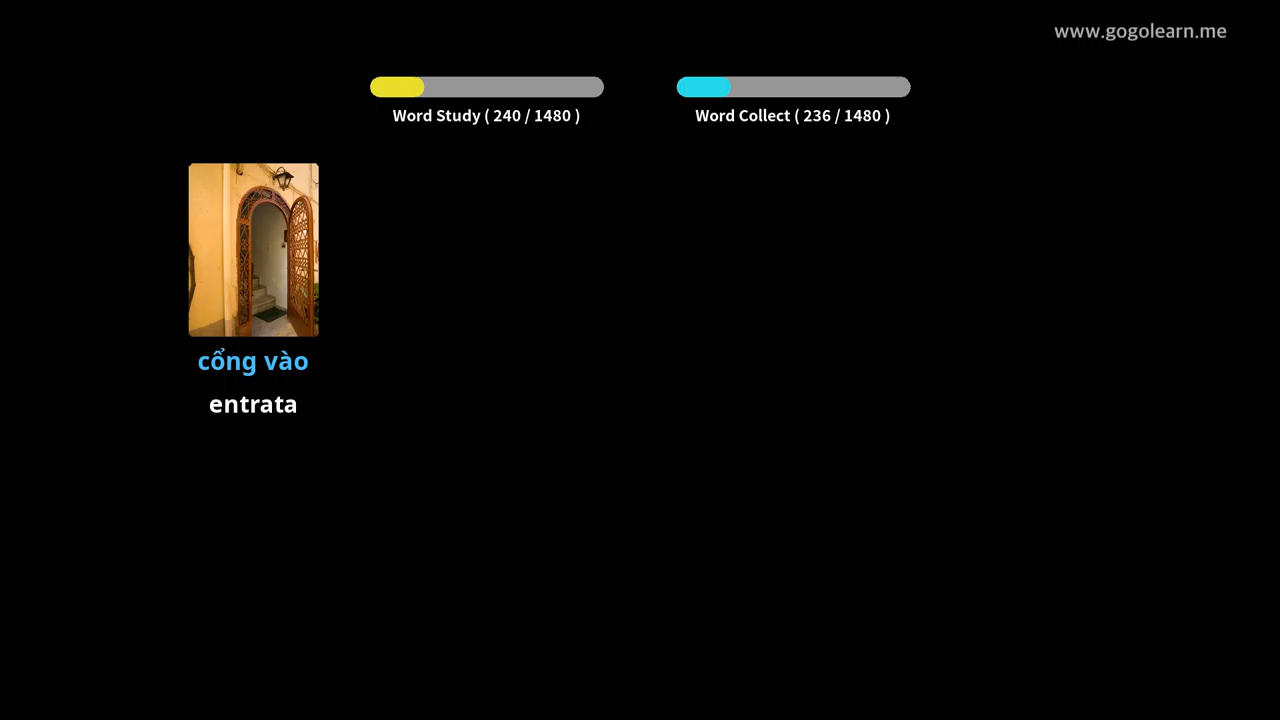 www.gogolearn.me
Word Study ( 240 / 1480 )
Word Collect ( 236 / 1480 )
cổng vào
entrata